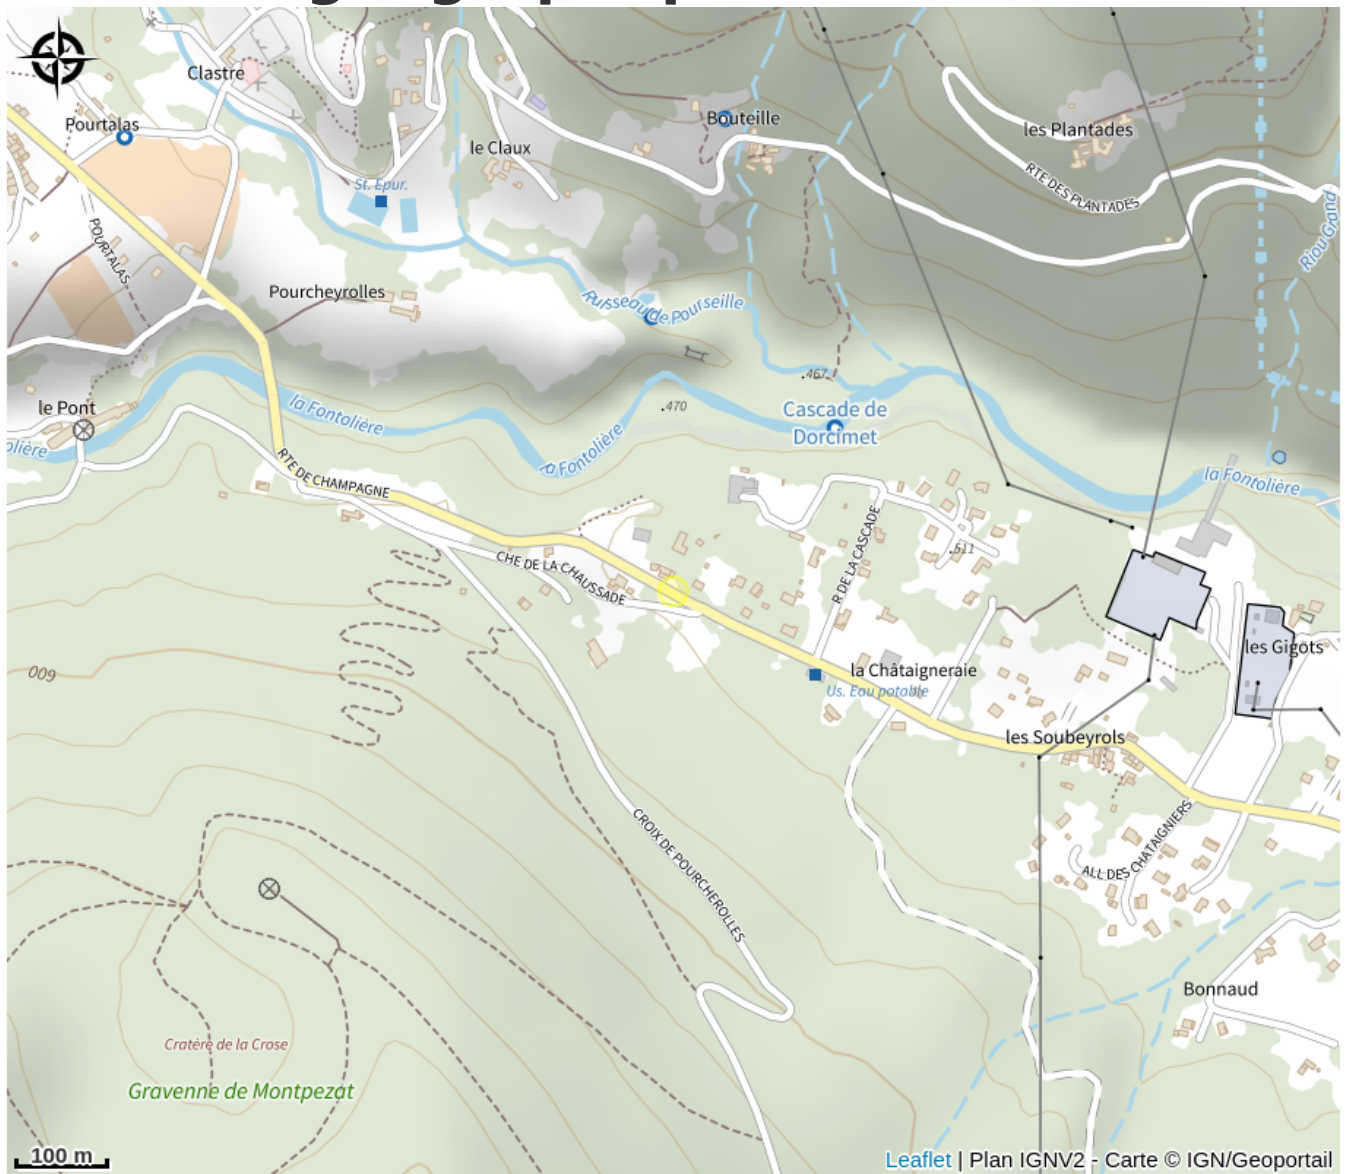 Clastre
Pourtalas
le Claux
Bouteille
les Plantades
St. Epur.
RTE DES PLANTADES
POURTALAS
Riou Grand
Pourcheyrolles
Ruisseau de Pourseille
.467
le Pont
la Fontolière
.470
Cascade de
Dorcimet
olière
la Fontolière
la Fontolière
RTE DE CHAMPAGNE
R DE LA CASCADE
.511
CHE DE LA CHAUSSADE
les Gigots
009
la Châtaigneraie
Us. Eau potable
les Soubeyrols
CROIX DE POURCHEROLLES
ALL DES CHATAIGNIERS
Bonnaud
Cratère de la Crose
Gravenne de Montpezat
100 m
Leaflet | Plan IGNV2 - Carte © IGN/Geoportail